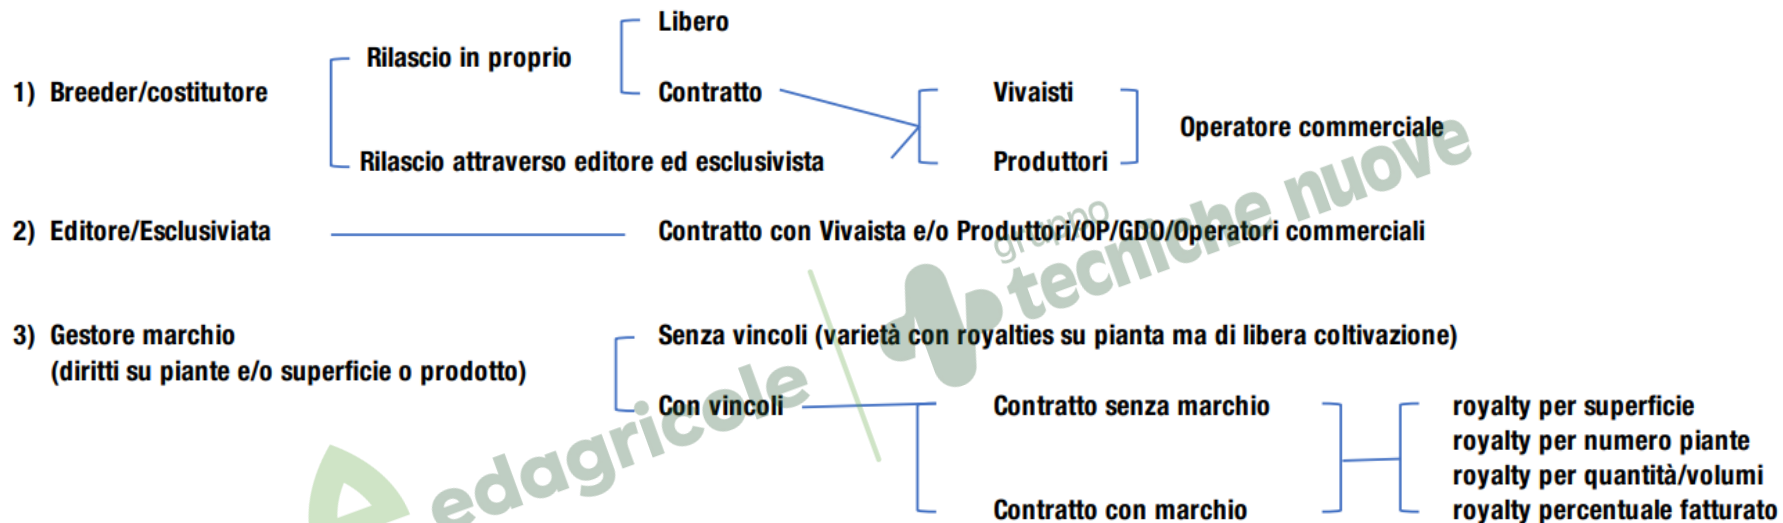 Libero
Rilascio in proprio
1) Breeder/costitutore
Contratto
Vivaisti
Operatore commerciale
Rilascio attraverso editore ed esclusivista
Produttori
2) Editore/Esclusiviata
Contratto con Vivaista e/o Produttori/OP/GDO/Operatori commerciali
3) Gestore marchio
(diritti su piante e/o superficie o prodotto)
Senza vincoli (varietà con royalties su pianta ma di libera coltivazione)
Con vincoli
Contratto senza marchio
royalty per superficie
royalty per numero piante
royalty per quantità/volumi
Contratto con marchio
royalty percentuale fatturato
edagricole
gruppo
tecniche nuove